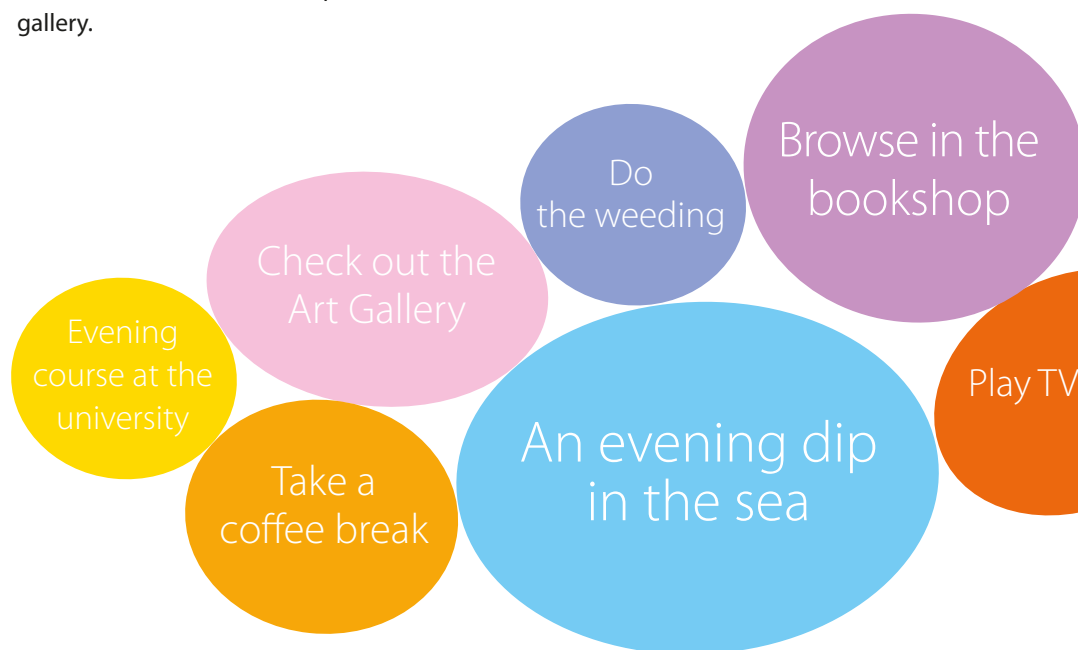 gallery.
Browse in the
bookshop
Do
the weeding
Check out the
Art Gallery
Evening
course at the
university
Play TV
An evening dip
in the sea
Take a
coffee break